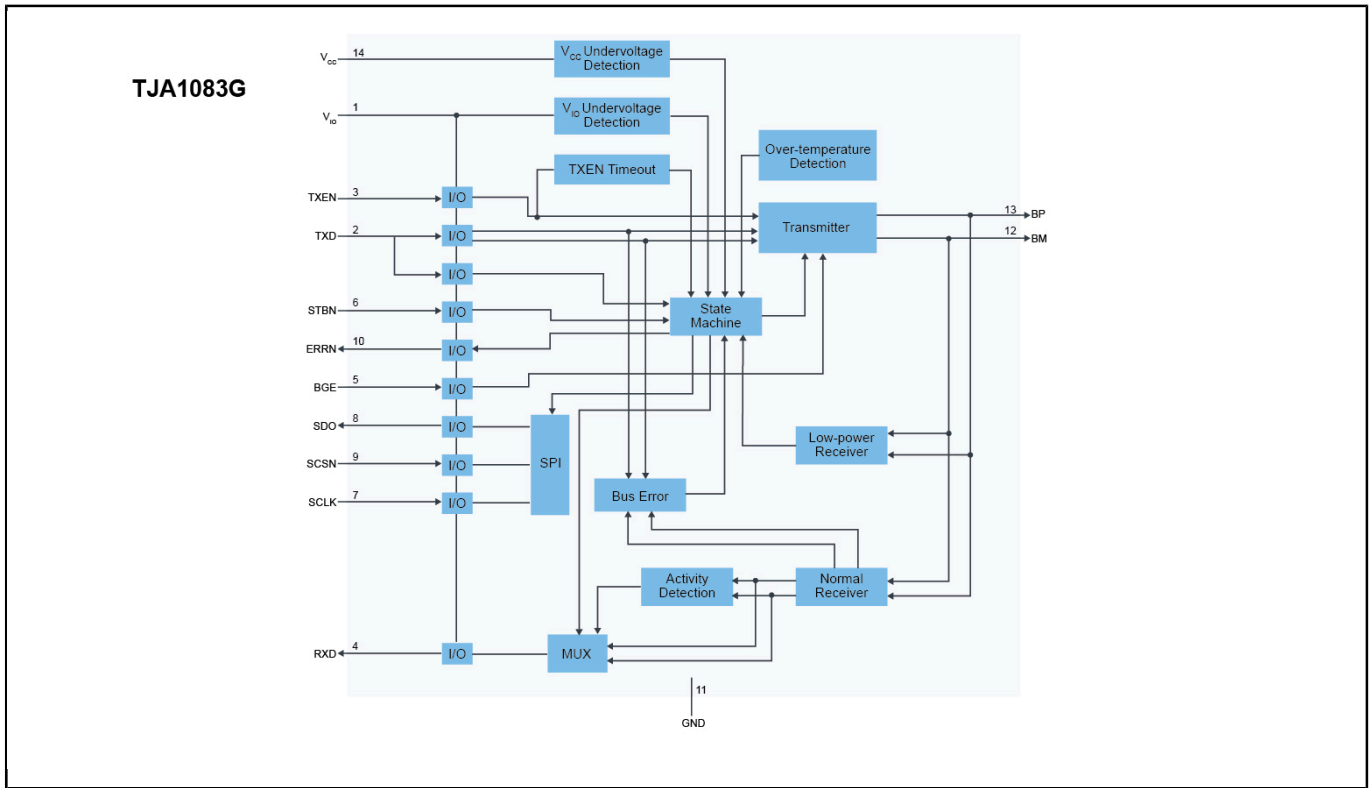 TJA1083G
VCC 14
VCC Undervoltage
Detection
VIO 1
VIO Undervoltage
Detection
Over-temperature
Detection
TXEN Timeout
TXEN 3
I/O
Transmitter
13 BP
TXD 2
I/O
12 BM
I/O
STBN 6
I/O
State
Machine
ERRN 10
I/O
BGE 5
I/O
SDO 8
I/O
SPI
Low-power
Receiver
SCSN 9
I/O
SCLK 7
I/O
Bus Error
Activity
Detection
Normal
Receiver
RXD 4
I/O
MUX
11
GND